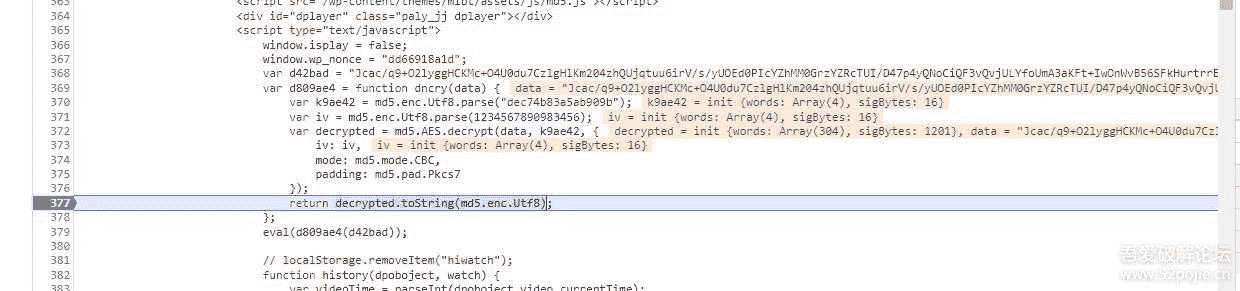 363 <script src="/wp-content/themes/mibt/assets/js/md5.js"></script>
364 <div id="dplayer" class="paly_jj dplayer"></div>
365 <script type="text/javascript">
366 window.isplay = false;
367 window.wp_nonce = "dd66918a1d";
368 var d42bad = "Jcac/q9+O2lyggHCKMc+O4U0du7CzlgHlKm204zhQUjqtuu6irV/s/yUOEd0PIcYZhMM0GrzYZRcTUI/D47p4yQNoCiQF3vQvjULYfoUmA3aKFt+IwOnWvB56SFkHurtrrE
369 var d809ae4 = function dncry(data) { data = "Jcac/q9+O2lyggHCKMc+O4U0du7CzlgHlKm204zhQUjqtuu6irV/s/yUOEd0PIcYZhMM0GrzYZRcTUI/D47p4yQNoCiQF3vQvjU
370 var k9ae42 = md5.enc.Utf8.parse("dec74b83a5ab909b"); k9ae42 = init {words: Array(4), sigBytes: 16}
371 var iv = md5.enc.Utf8.parse(1234567890983456); iv = init {words: Array(4), sigBytes: 16}
372 var decrypted = md5.AES.decrypt(data, k9ae42, { decrypted = init {words: Array(304), sigBytes: 1201}, data = "Jcac/q9+O2lyggHCKMc+O4U0du7Czl
373 iv: iv, iv = init {words: Array(4), sigBytes: 16}
374 mode: md5.mode.CBC,
375 padding: md5.pad.Pkcs7
376 });
377 return decrypted.toString(md5.enc.Utf8);
378 };
379 eval(d809ae4(d42bad));
380
381 // localStorage.removeItem("hiwatch");
382 function history(dpobject, watch) {
383 var videoTime = parseInt(dpobject.video.currentTime);
吾爱破解论坛
www.52pojie.cn